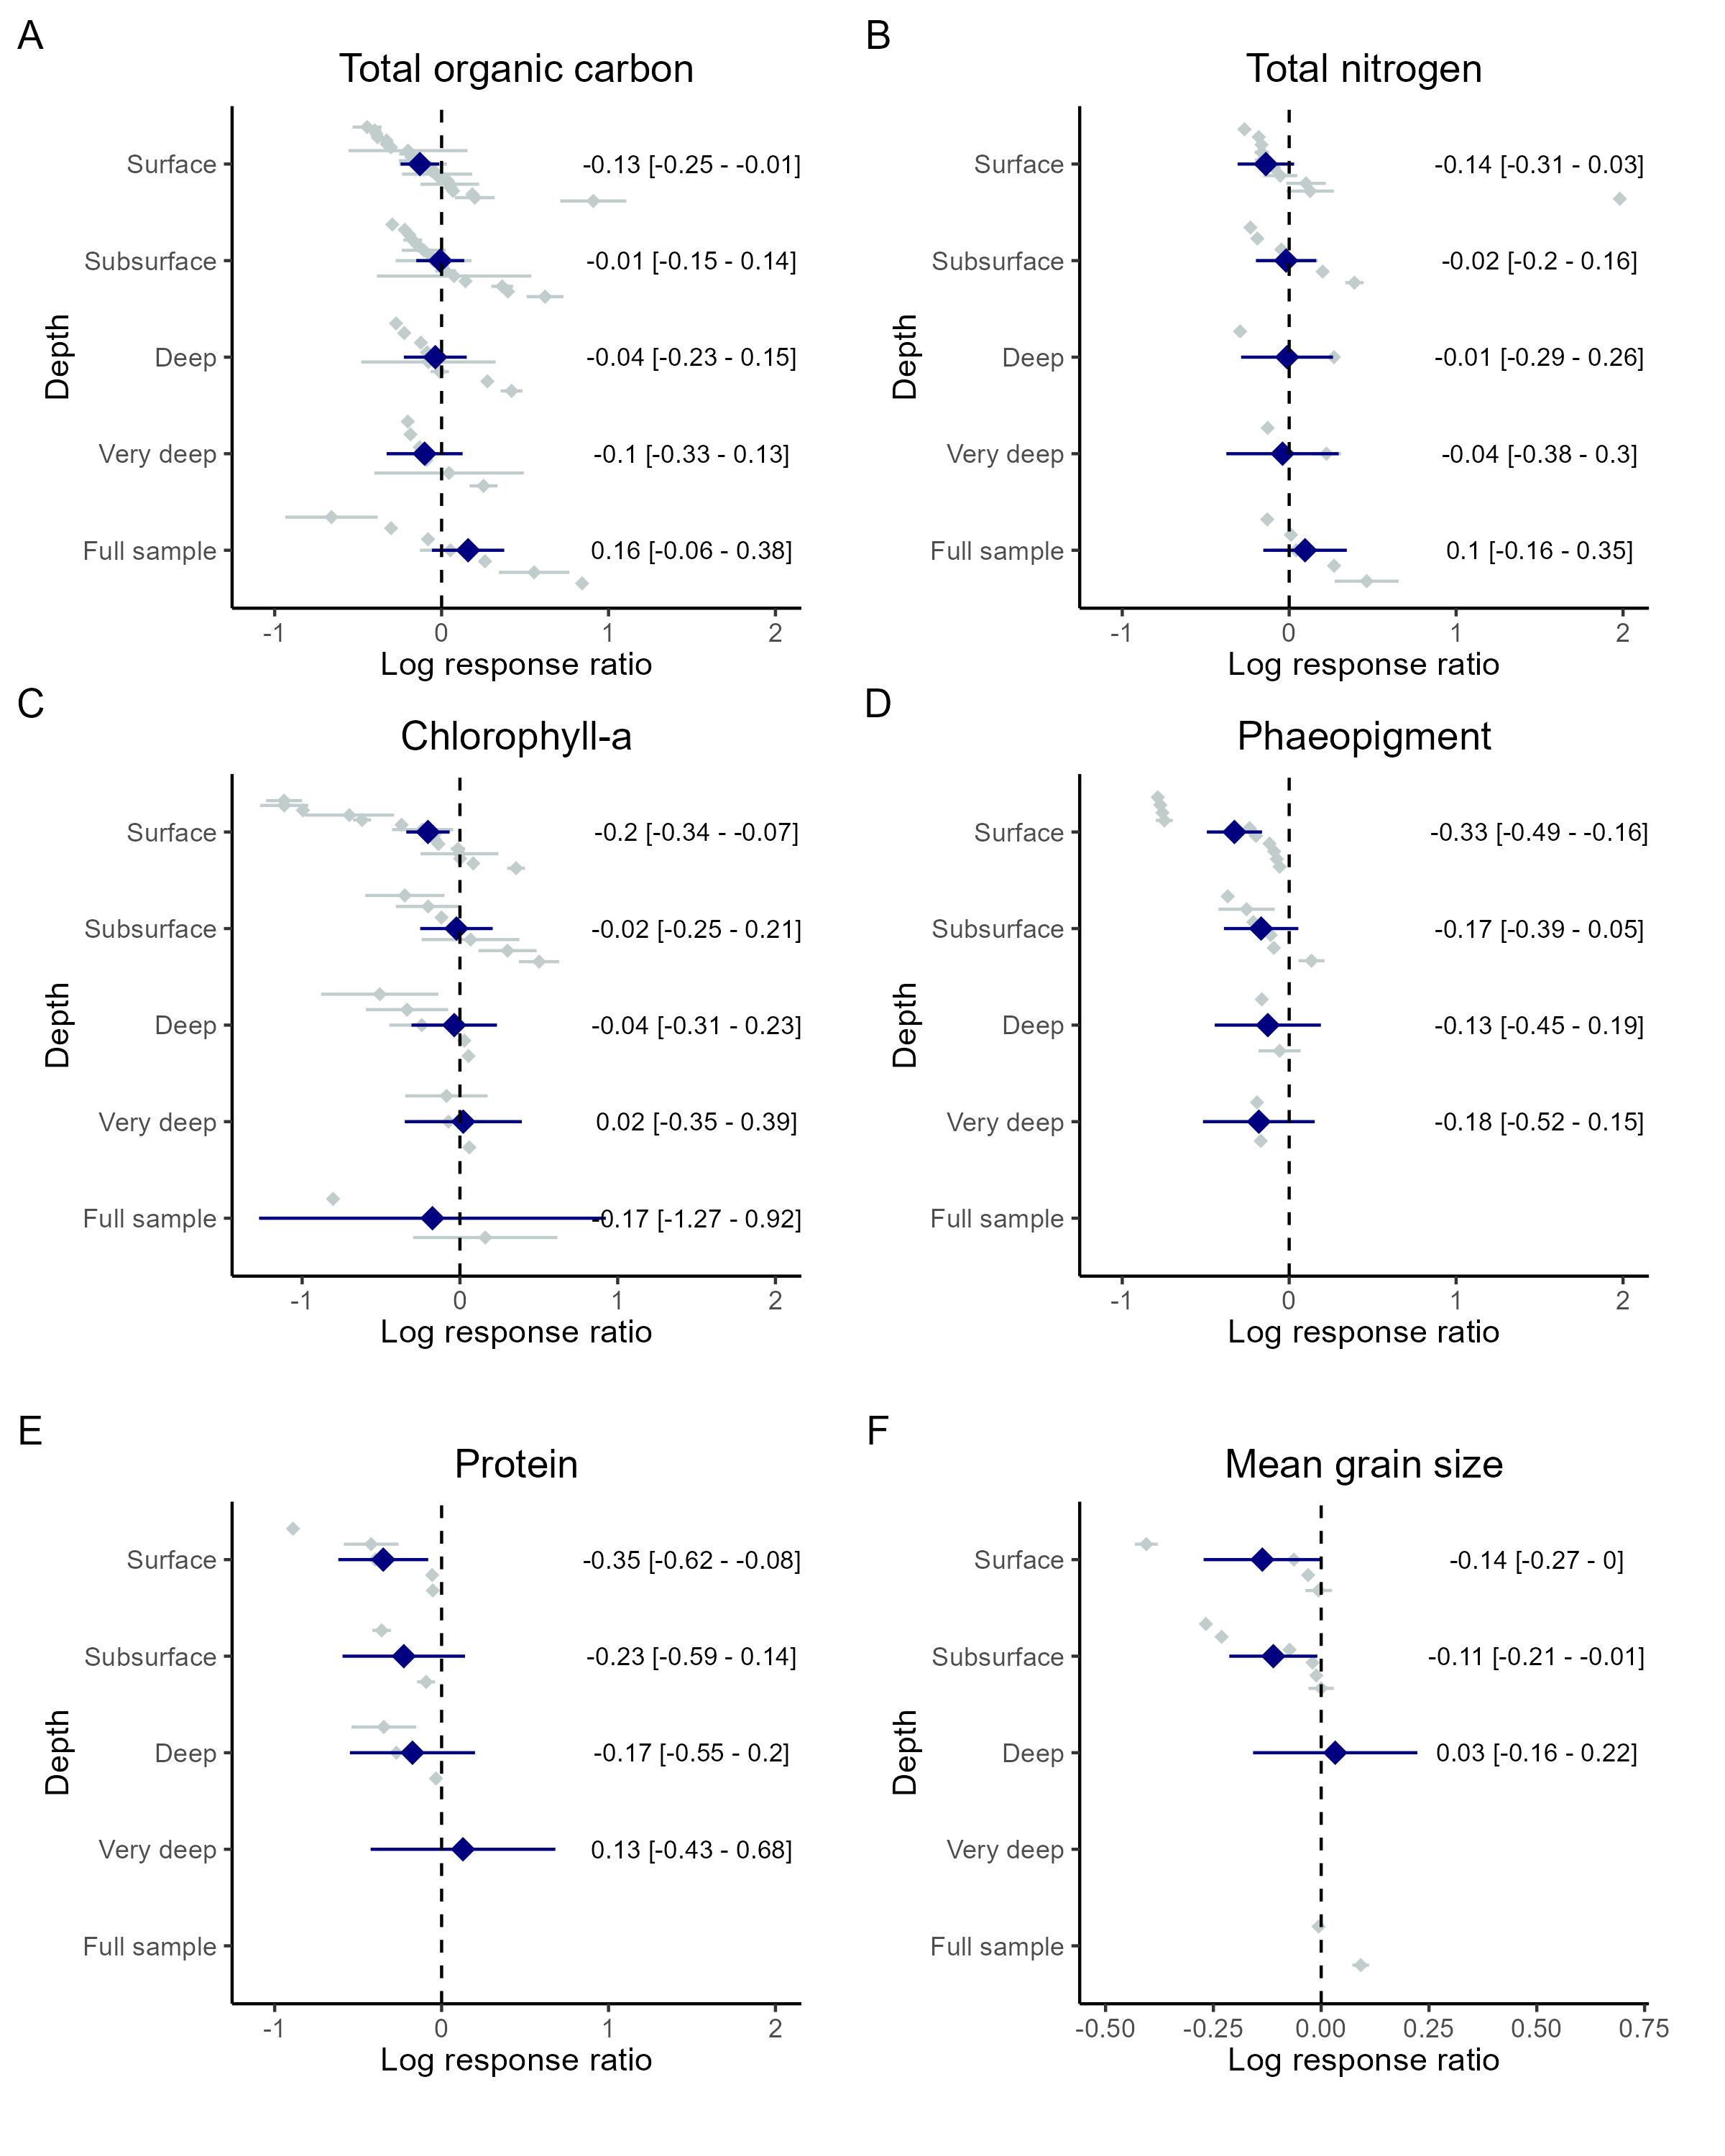 A
Total organic carbon
Depth
Surface
-0.13 [-0.25 - -0.01]
Subsurface
-0.01 [-0.15 - 0.14]
Deep
-0.04 [-0.23 - 0.15]
Very deep
-0.1 [-0.33 - 0.13]
Full sample
0.16 [-0.06 - 0.38]
-1 0 1 2
Log response ratio
B
Total nitrogen
Depth
Surface
-0.14 [-0.31 - 0.03]
Subsurface
-0.02 [-0.2 - 0.16]
Deep
-0.01 [-0.29 - 0.26]
Very deep
-0.04 [-0.38 - 0.3]
Full sample
0.1 [-0.16 - 0.35]
-1 0 1 2
Log response ratio
C
Chlorophyll-a
Depth
Surface
-0.2 [-0.34 - -0.07]
Subsurface
-0.02 [-0.25 - 0.21]
Deep
-0.04 [-0.31 - 0.23]
Very deep
0.02 [-0.35 - 0.39]
Full sample
-0.17 [-1.27 - 0.92]
-1 0 1 2
Log response ratio
D
Phaeopigment
Depth
Surface
-0.33 [-0.49 - -0.16]
Subsurface
-0.17 [-0.39 - 0.05]
Deep
-0.13 [-0.45 - 0.19]
Very deep
-0.18 [-0.52 - 0.15]
Full sample
-1 0 1 2
Log response ratio
E
Protein
Depth
Surface
-0.35 [-0.62 - -0.08]
Subsurface
-0.23 [-0.59 - 0.14]
Deep
-0.17 [-0.55 - 0.2]
Very deep
0.13 [-0.43 - 0.68]
Full sample
-1 0 1 2
Log response ratio
F
Mean grain size
Depth
Surface
-0.14 [-0.27 - 0]
Subsurface
-0.11 [-0.21 - -0.01]
Deep
0.03 [-0.16 - 0.22]
Very deep
Full sample
-0.50 -0.25 0.00 0.25 0.50 0.75
Log response ratio